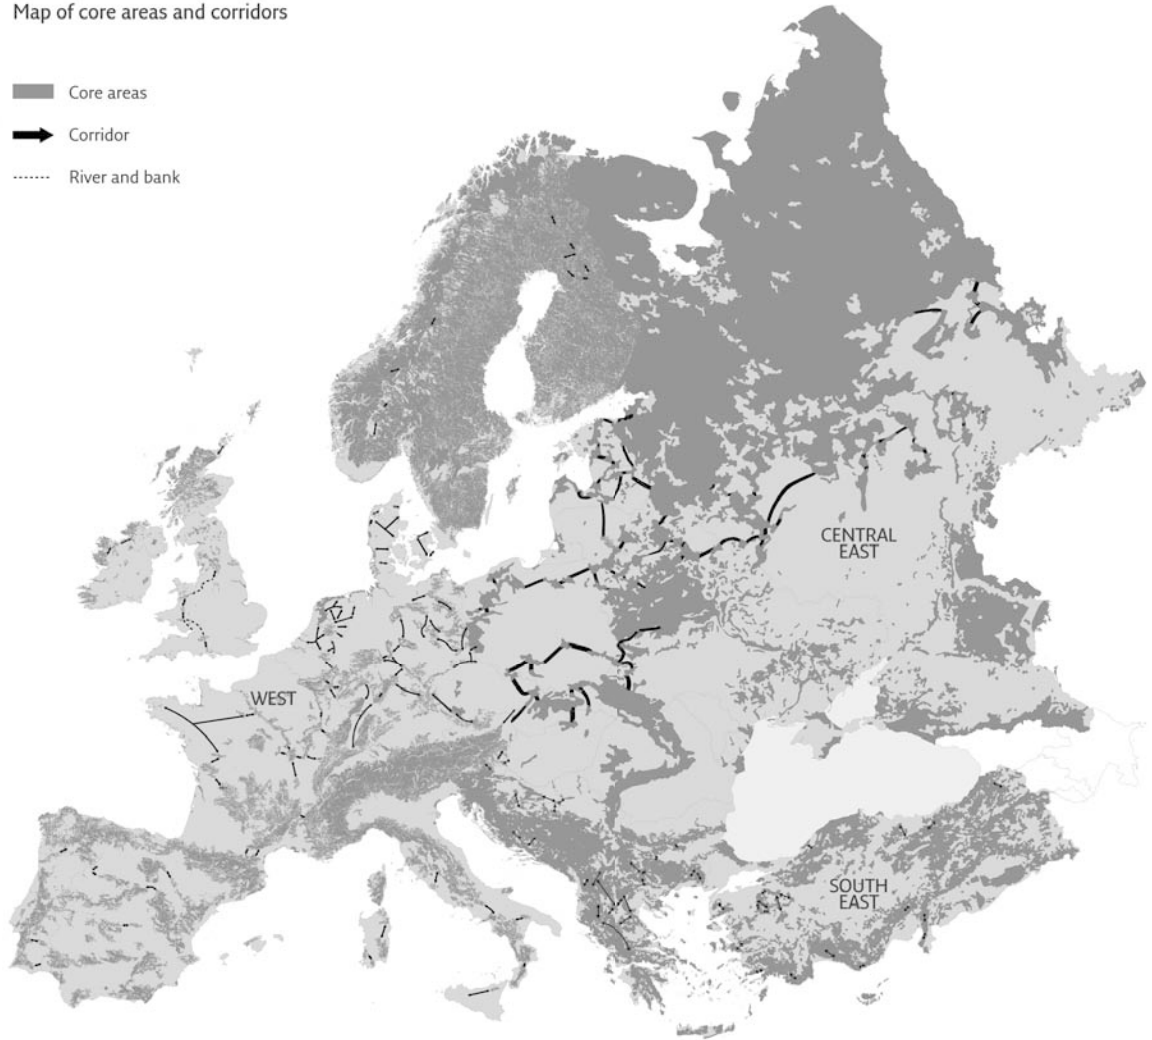 Map of core areas and corridors
Core areas
Corridor
River and bank
CENTRAL
EAST
WEST
SOUTH
EAST